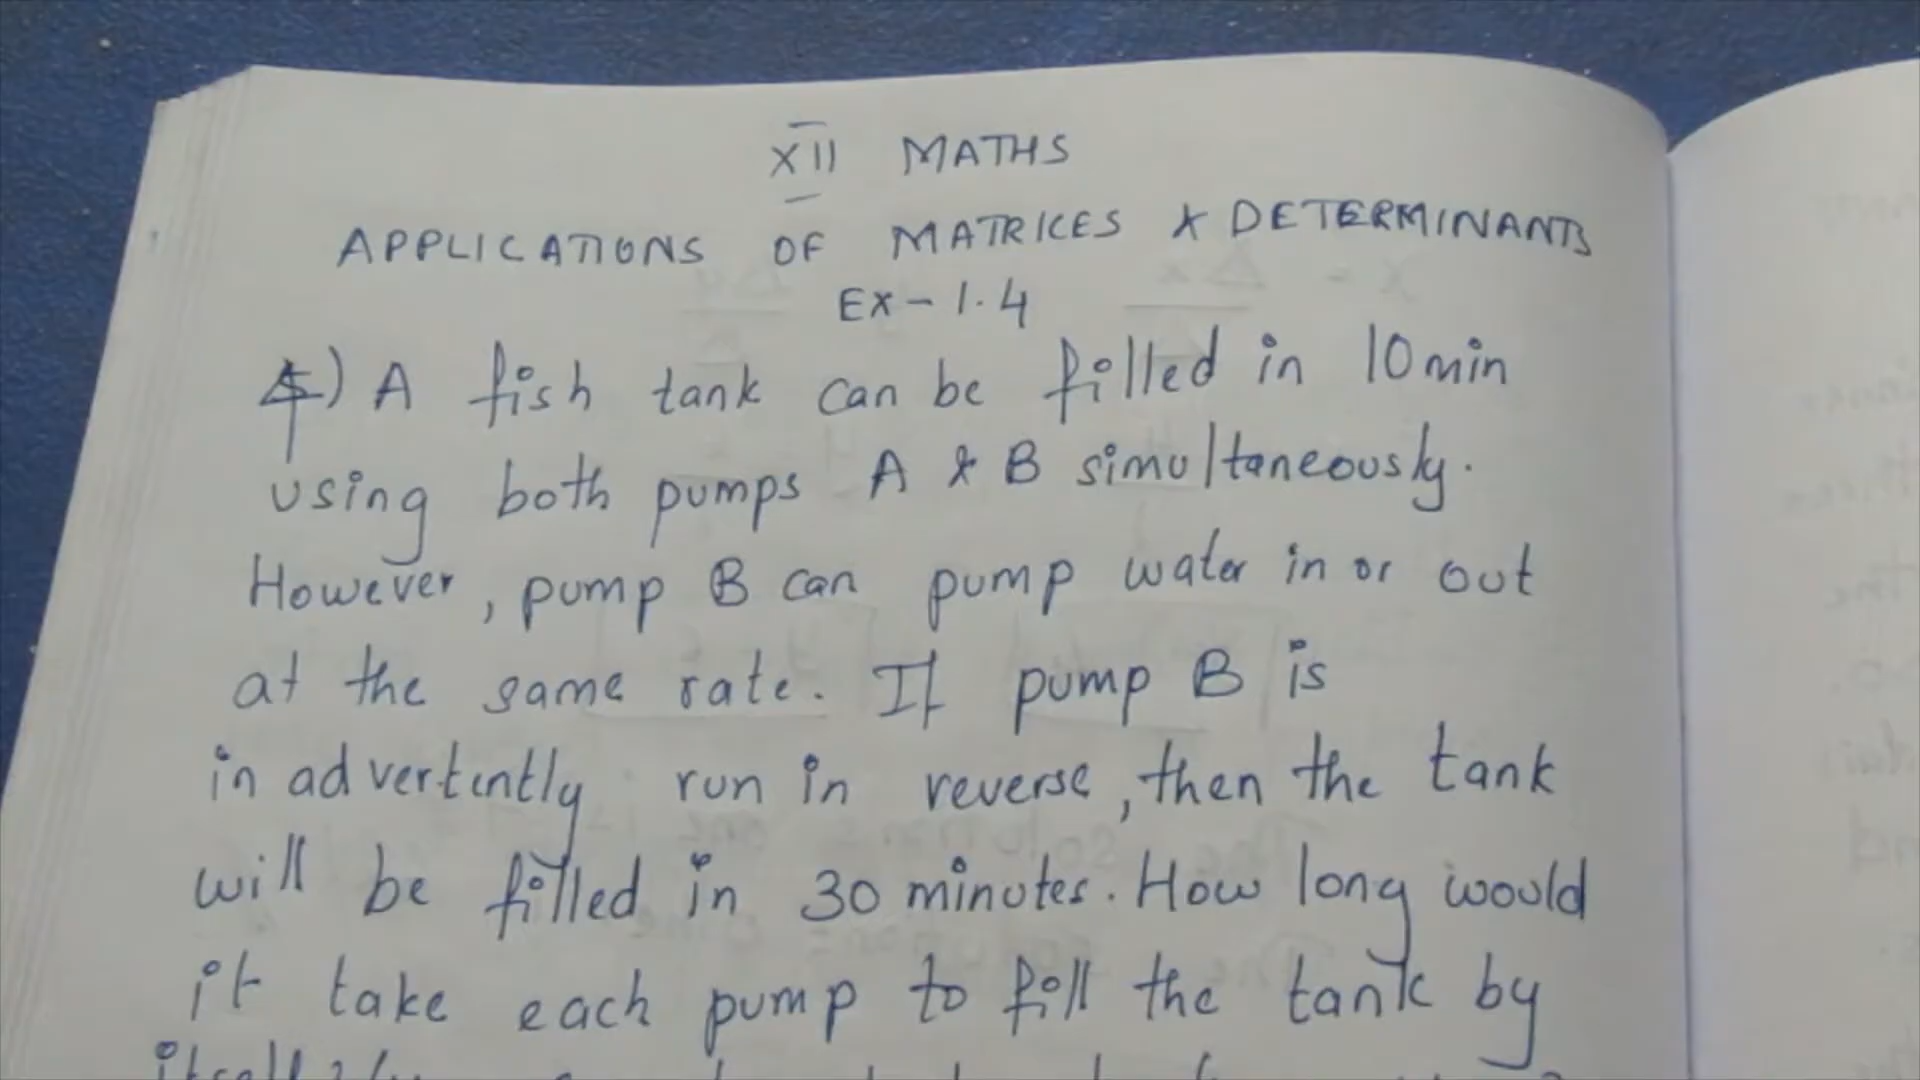 XII MATHS
APPLICATIONS OF MATRICES & DETERMINANTS
EX - 1.4
4) A fish tank can be filled in 10 min
using both pumps A & B simultaneously.
However, pump B can pump water in or out
at the same rate. If pump B is
inadvertently run in reverse, then the tank
will be filled in 30 minutes. How long would
it take each pump to fill the tank by